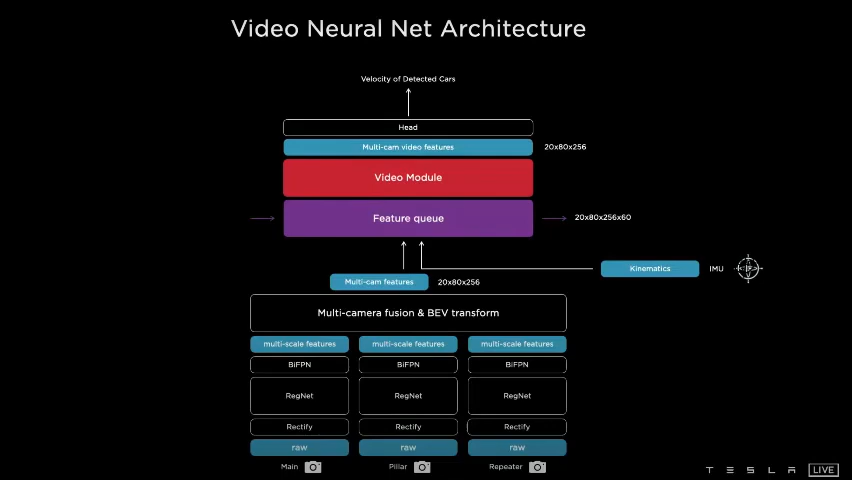 Video Neural Net Architecture
Velocity of Detected Cars
Head
Multi-cam video features 20x80x256
Video Module
Feature queue 20x80x256x60
Kinematics IMU
Multi-cam features 20x80x256
Multi-camera fusion & BEV transform
multi-scale features multi-scale features multi-scale features
BiFPN BiFPN BiFPN
RegNet RegNet RegNet
Rectify Rectify Rectify
raw raw raw
Main Pillar Repeater
TESLA LIVE